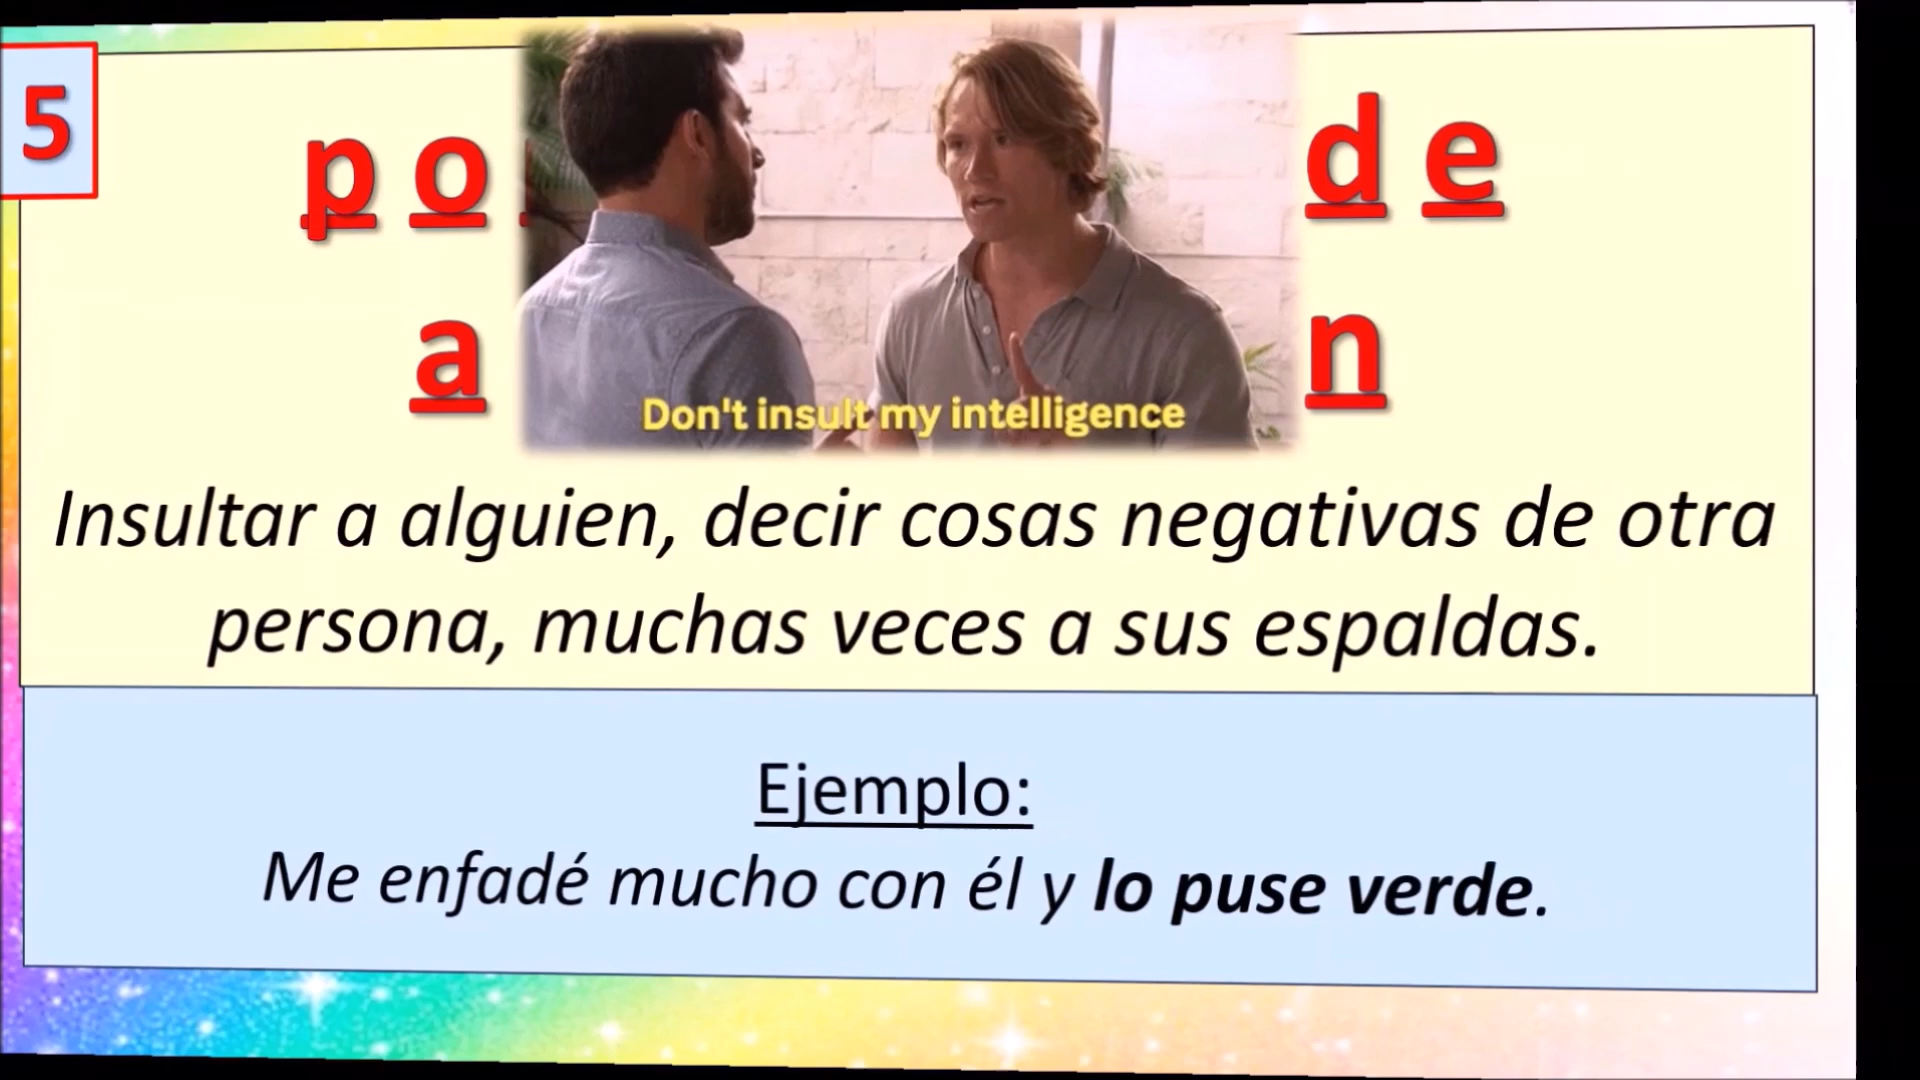 5
p o d e
a n
Don't insult my intelligence
Insultar a alguien, decir cosas negativas de otra
persona, muchas veces a sus espaldas.
Ejemplo:
Me enfadé mucho con él y lo puse verde.